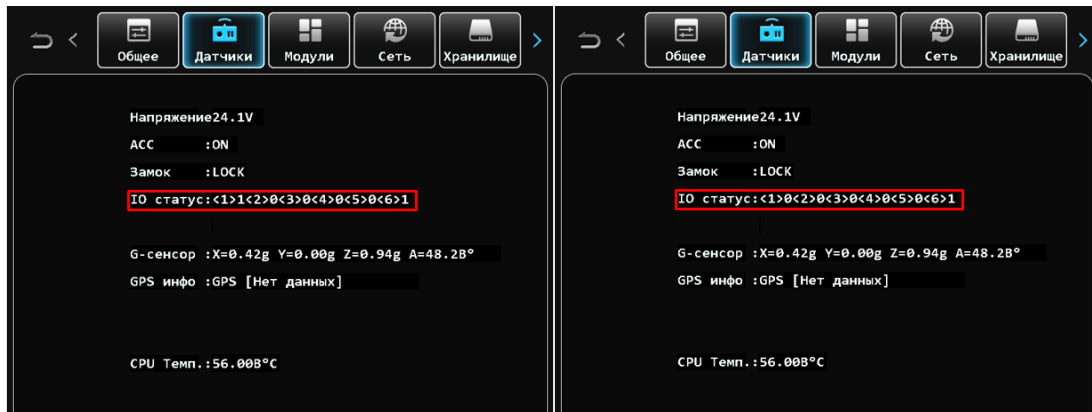 Общее Датчики Модули Сеть Хранилище
Напряжение24.1V
ACC :ON
Замок :LOCK
IO статус:<1>1<2>0<3>0<4>0<5>0<6>1
G-сенсор :X=0.42g Y=0.00g Z=0.94g A=48.2В°
GPS инфо :GPS [Нет данных]
CPU Темп.:56.00В°C
Общее Датчики Модули Сеть Хранилище
Напряжение24.1V
ACC :ON
Замок :LOCK
IO статус:<1>0<2>0<3>0<4>0<5>0<6>1
G-сенсор :X=0.42g Y=0.00g Z=0.94g A=48.2В°
GPS инфо :GPS [Нет данных]
CPU Темп.:56.00В°C